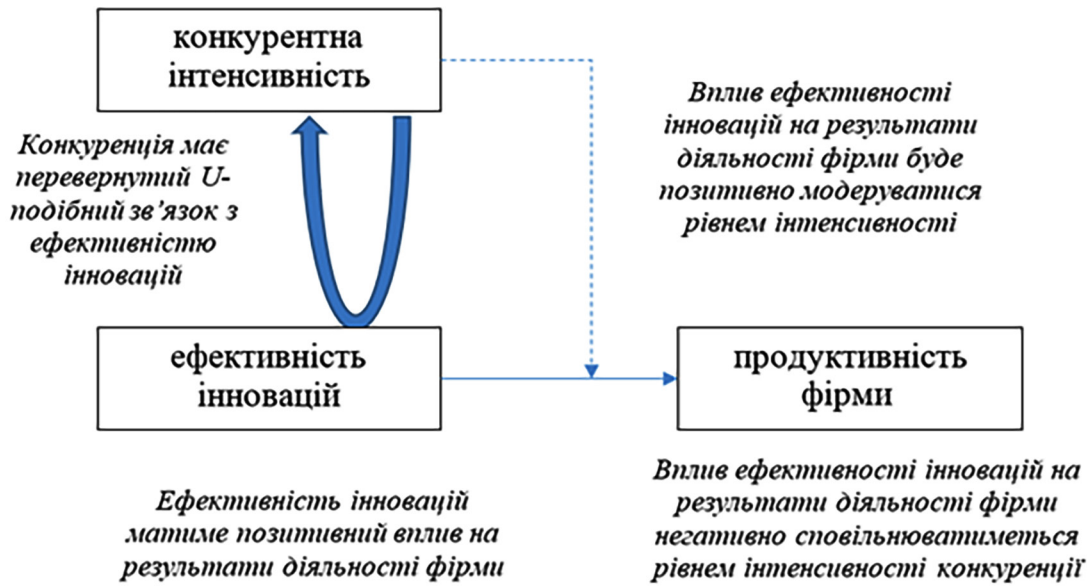 конкурентна
інтенсивність
Конкуренція має
перевернутий U-
подібний зв’язок з
ефективністю
інновацій
Вплив ефективності
інновацій на результати
діяльності фірми буде
позитивно модеруватися
рівнем інтенсивності
ефективність
інновацій
продуктивність
фірми
Ефективність інновацій
матиме позитивний вплив на
результати діяльності фірми
Вплив ефективності інновацій на
результати діяльності фірми
негативно сповільнюватиметься
рівнем інтенсивності конкуренції